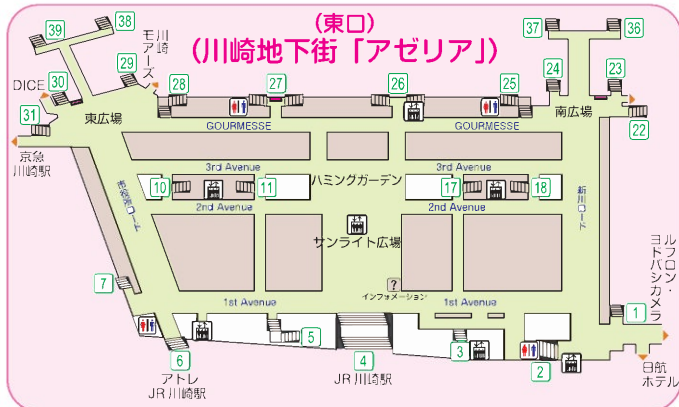 (東口)
(川崎地下街「アゼリア」)
39
38
川崎
モアーズ
37
36
DICE
30
29
28
27
26
25
24
23
31
東広場
南広場
22
GOURMESSE
GOURMESSE
京急
川崎駅
3rd Avenue
ハミングガーデン
3rd Avenue
10
11
17
18
市役所ロード
新川ロード
2nd Avenue
2nd Avenue
サンライト広場
ルフロン・
ヨドバシカメラ
7
?
インフォメーション
1st Avenue
1st Avenue
1
6
5
4
3
2
アトレ
JR川崎駅
JR川崎駅
日航
ホテル